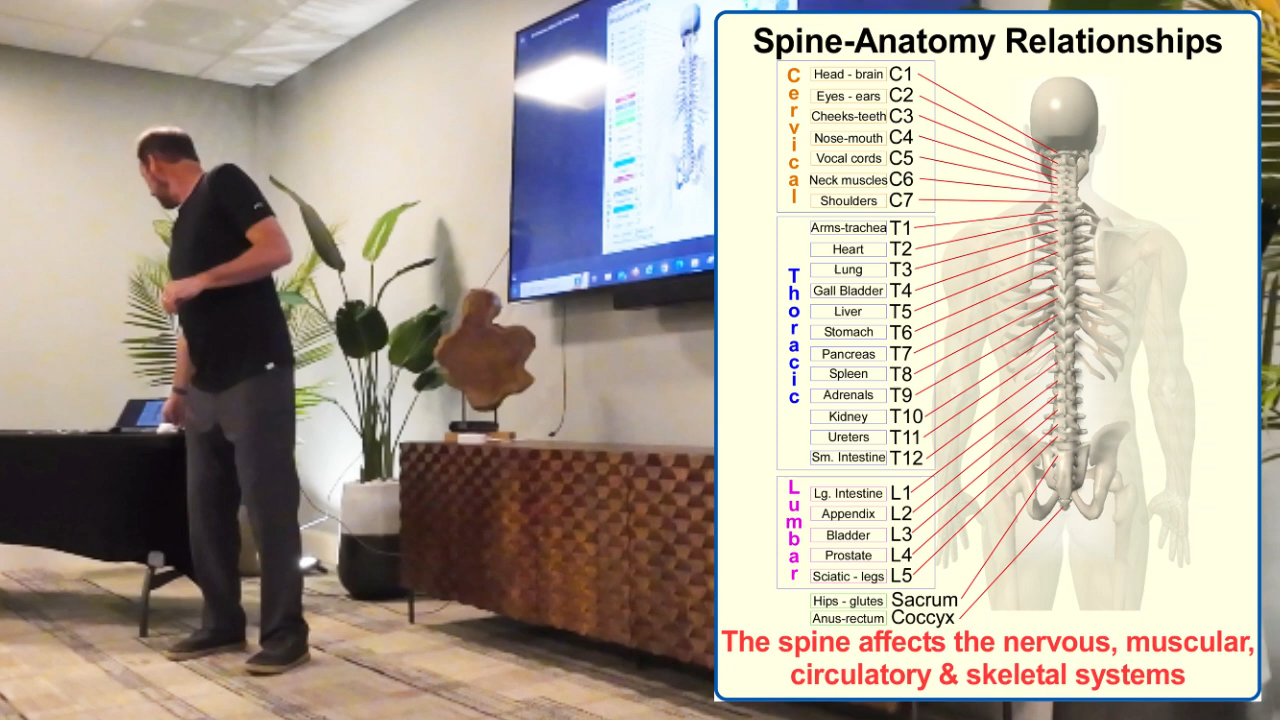 Spine-Anatomy Relationships
Cervical
Head - brain C1
Eyes - ears C2
Cheeks-teeth C3
Nose-mouth C4
Vocal cords C5
Neck muscles C6
Shoulders C7
Thoracic
Arms-trachea T1
Heart T2
Lung T3
Gall Bladder T4
Liver T5
Stomach T6
Pancreas T7
Spleen T8
Adrenals T9
Kidney T10
Ureters T11
Sm. Intestine T12
Lumbar
Lg. Intestine L1
Appendix L2
Bladder L3
Prostate L4
Sciatic - legs L5
Hips - glutes Sacrum
Anus-rectum Coccyx
The spine affects the nervous, muscular,
circulatory & skeletal systems